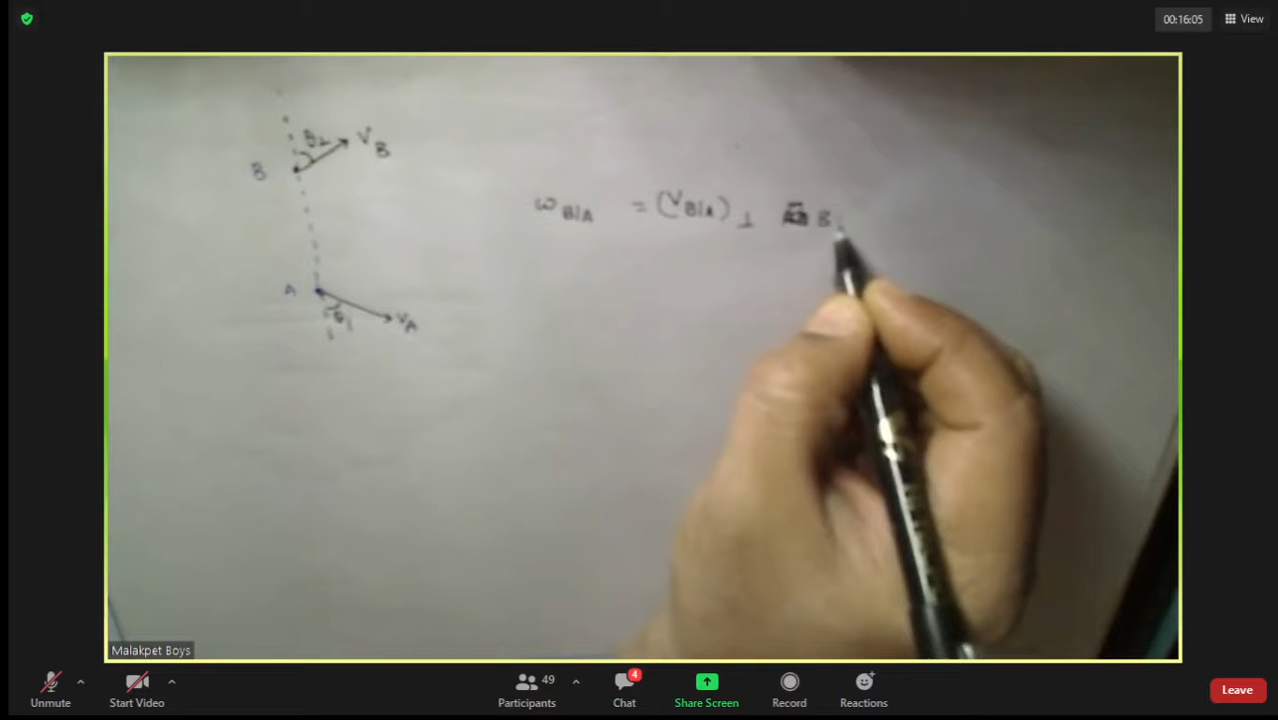 00:16:05
View
θ₂ V_B
B
ω_B/A = (V_B/A)_⊥ B
A
θ₁ V_A
Malakpet Boys
Unmute
Start Video
49
Participants
4
Chat
Share Screen
Record
Reactions
Leave